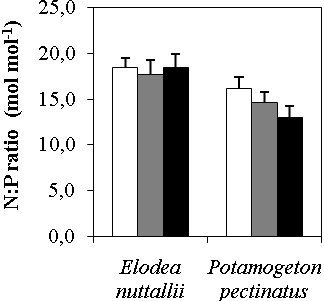 N:P ratio (mol mol-1)
25,0
20,0
15,0
10,0
5,0
0,0
Elodea
nuttallii
Potamogeton
pectinatus